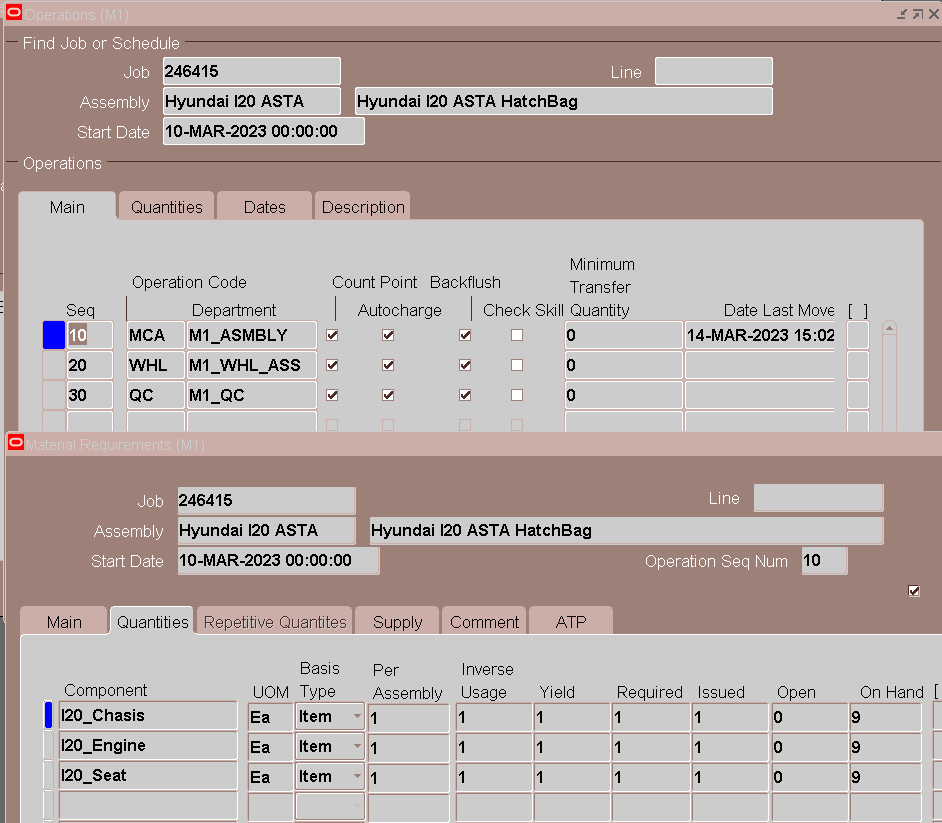 Operations (M1)
Find Job or Schedule
Job 246415 Line
Assembly Hyundai I20 ASTA Hyundai I20 ASTA HatchBag
Start Date 10-MAR-2023 00:00:00
Operations
Main Quantities Dates Description
Minimum
Operation Code Count Point Backflush Transfer
Seq Department Autocharge Check Skill Quantity Date Last Move [ ]
10 MCA M1_ASMBLY 0 14-MAR-2023 15:02
20 WHL M1_WHL_ASS 0
30 QC M1_QC 0
Material Requirements (M1)
Job 246415 Line
Assembly Hyundai I20 ASTA Hyundai I20 ASTA HatchBag
Start Date 10-MAR-2023 00:00:00 Operation Seq Num 10
Main Quantities Repetitive Quantites Supply Comment ATP
Basis Per Inverse
Component UOM Type Assembly Usage Yield Required Issued Open On Hand [
I20_Chasis Ea Item 1 1 1 1 1 0 9
I20_Engine Ea Item 1 1 1 1 1 0 9
I20_Seat Ea Item 1 1 1 1 1 0 9